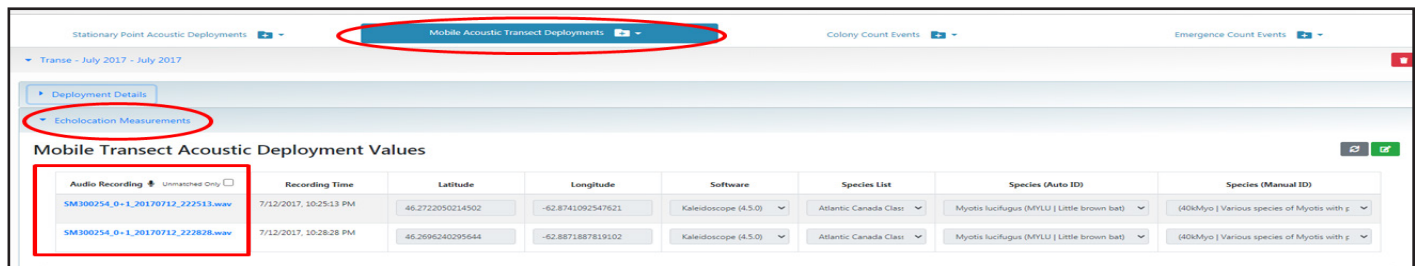 Stationary Point Acoustic Deployments Mobile Acoustic Transect Deployments Colony Count Events Emergence Count Events
Transe - July 2017 - July 2017
Deployment Details
Echolocation Measurements
Mobile Transect Acoustic Deployment Values
Audio Recording Unmatched Only Recording Time Latitude Longitude Software Species List Species (Auto ID) Species (Manual ID)
SM300254_0+1_20170712_222513.wav 7/12/2017, 10:25:13 PM 46.2722050214502 -62.8741092547621 Kaleidoscope (4.5.0) Atlantic Canada Clas Myotis lucifugus (MYLU | Little brown bat) (40kMyo | Various species of Myotis with p
SM300254_0+1_20170712_222828.wav 7/12/2017, 10:28:28 PM 46.2696240295644 -62.8871887819102 Kaleidoscope (4.5.0) Atlantic Canada Clas Myotis lucifugus (MYLU | Little brown bat) (40kMyo | Various species of Myotis with p